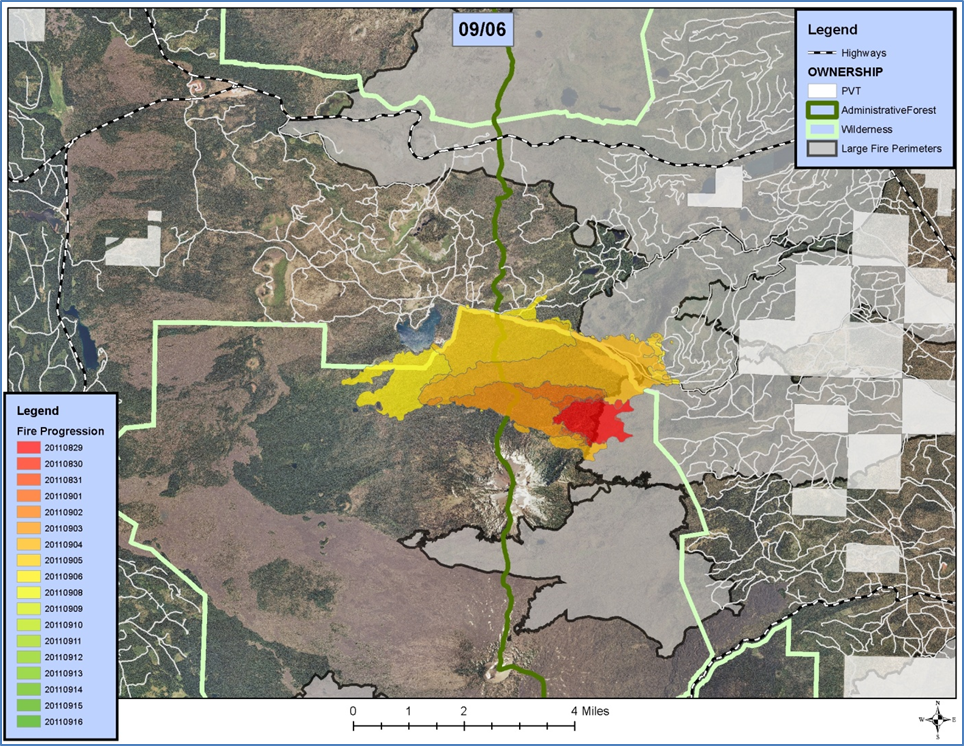 09/06
Legend
Highways
OWNERSHIP
PVT
AdministrativeForest
Wilderness
Large Fire Perimeters
Legend
Fire Progression
20110829
20110830
20110831
20110901
20110902
20110903
20110904
20110905
20110906
20110908
20110909
20110910
20110911
20110912
20110913
20110914
20110915
20110916
0 1 2 4 Miles
N
W E
S